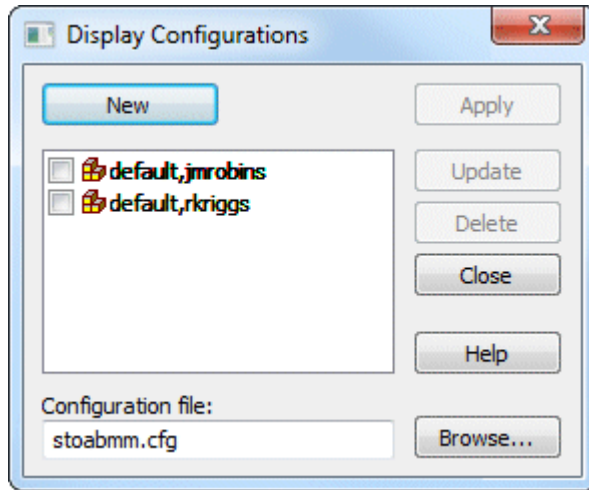 Display Configurations
New
Apply
default,jmrobins
default,rkriggs
Update
Delete
Close
Help
Configuration file:
stoabmm.cfg
Browse...